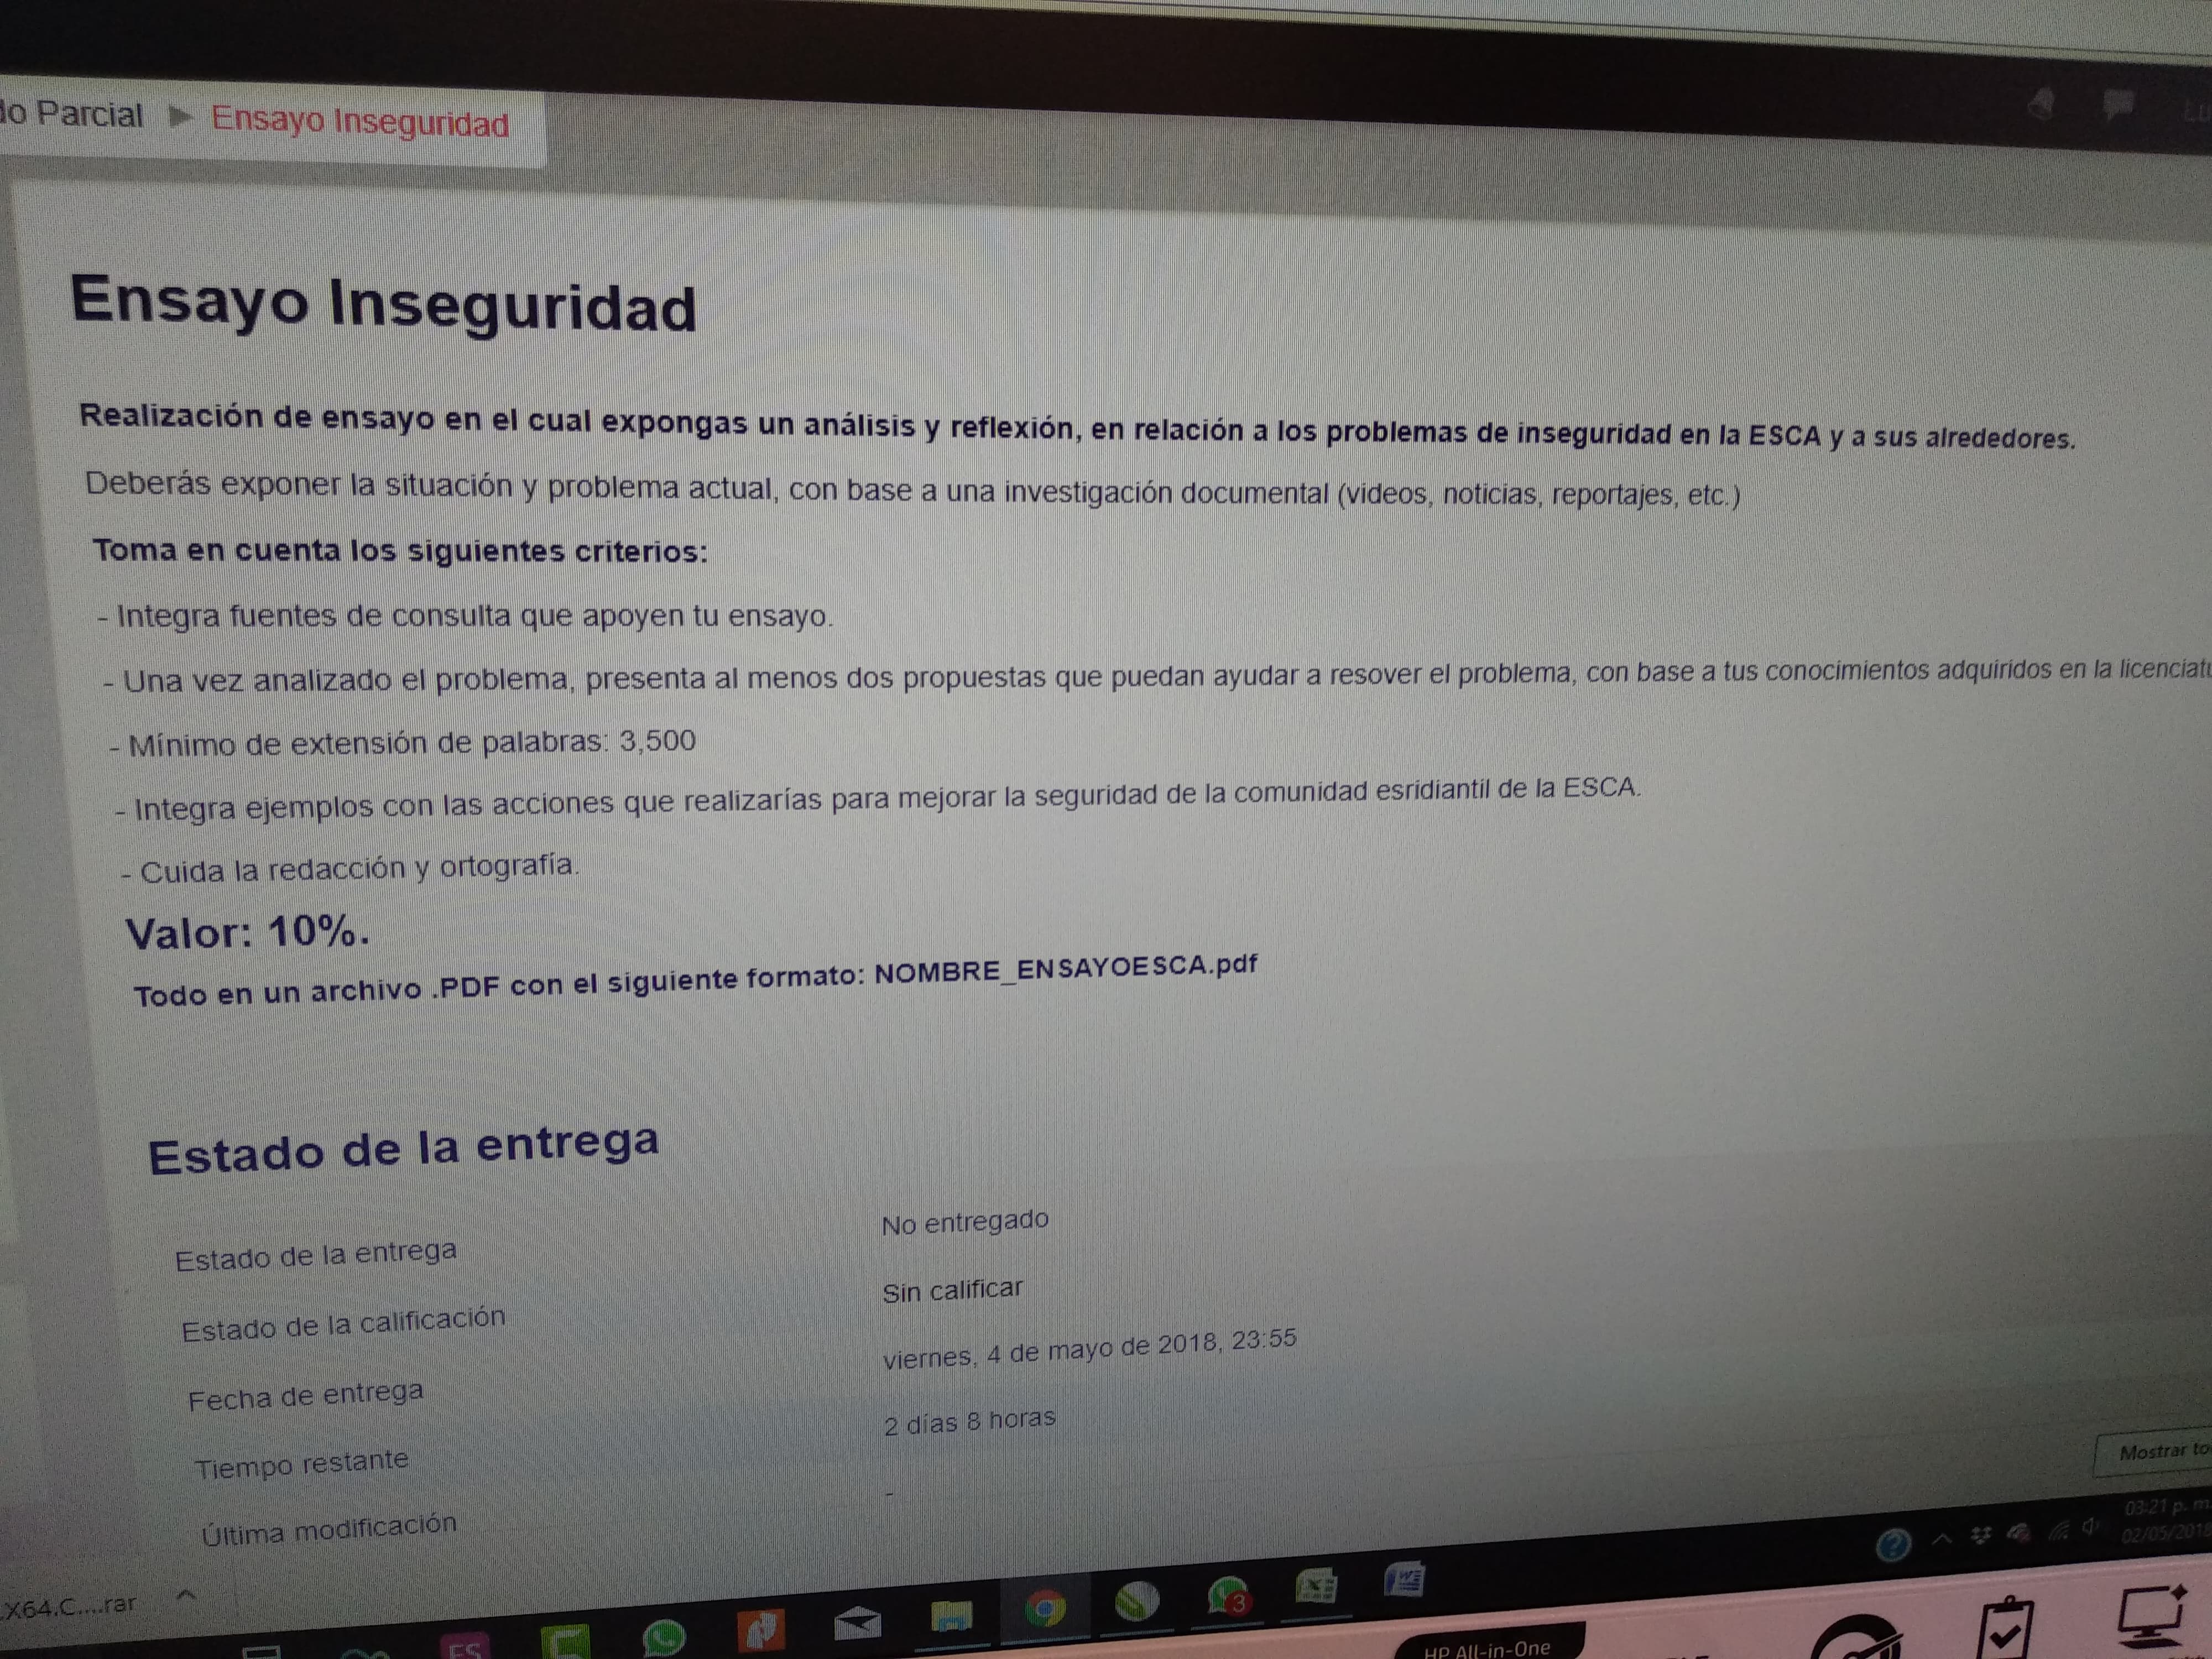 do Parcial ▶ Ensayo Inseguridad
Ensayo Inseguridad
Realización de ensayo en el cual expongas un análisis y reflexión, en relación a los problemas de inseguridad en la ESCA y a sus alrededores.
Deberás exponer la situación y problema actual, con base a una investigación documental (videos, noticias, reportajes, etc.)
Toma en cuenta los siguientes criterios:
- Integra fuentes de consulta que apoyen tu ensayo.
- Una vez analizado el problema, presenta al menos dos propuestas que puedan ayudar a resover el problema, con base a tus conocimientos adquiridos en la licenciatu
- Mínimo de extensión de palabras: 3,500
- Integra ejemplos con las acciones que realizarías para mejorar la seguridad de la comunidad esridiantil de la ESCA.
- Cuida la redacción y ortografía.
Valor: 10%.
Todo en un archivo .PDF con el siguiente formato: NOMBRE_ENSAYOESCA.pdf
Estado de la entrega
Estado de la entrega No entregado
Estado de la calificación Sin calificar
Fecha de entrega viernes, 4 de mayo de 2018, 23:55
Tiempo restante 2 días 8 horas
Última modificación -
Mostrar to
X64.C....rar
03:21 p. m.
02/05/2018
ES
3
HP All-in-One